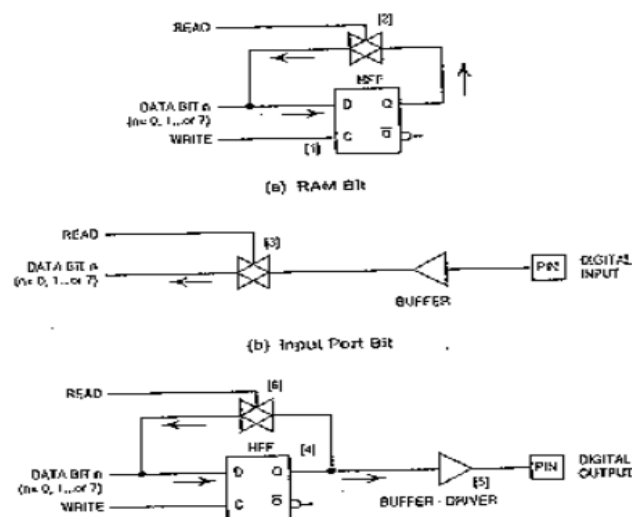 READ
[2]
HFF
DATA BIT n
(n= 0, 1...or 7)
D Q
WRITE
[1]
C Q
(a) RAM Bit
READ
[3]
DATA BIT n
(n= 0, 1...or 7)
PIN
DIGITAL
INPUT
BUFFER
(b) Input Port Bit
READ
[6]
HFF
[4]
DATA BIT n
(n= 0, 1...or 7)
D Q
PIN
DIGITAL
OUTPUT
[5]
BUFFER - DRIVER
WRITE
C Q